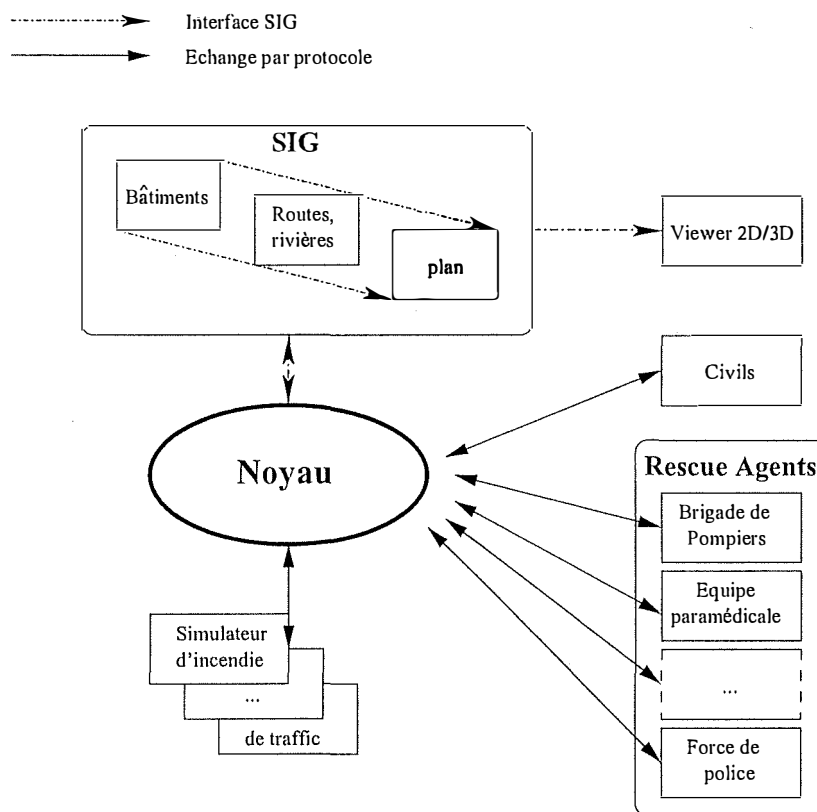 Interface SIG
Echange par protocole
SIG
Bâtiments
Routes,
rivières
plan
Viewer 2D/3D
Civils
Noyau
Rescue Agents
Brigade de
Pompiers
Equipe
paramédicale
...
Force de
police
Simulateur
d'incendie
...
de traffic